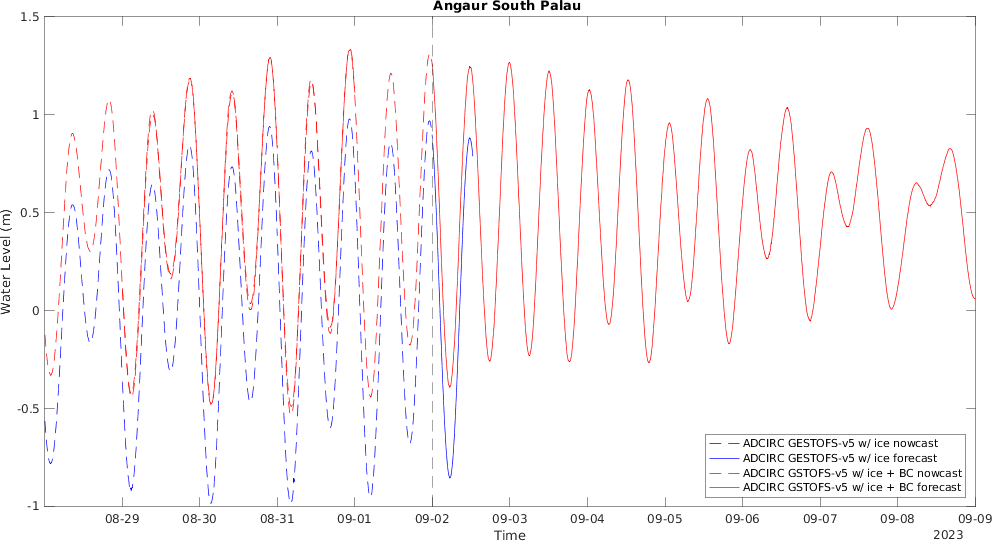 Angaur South Palau
1.5
1
0.5
0
-0.5
-1
Water Level (m)
08-29 08-30 08-31 09-01 09-02 09-03 09-04 09-05 09-06 09-07 09-08 09-09
Time
2023
ADCIRC GESTOFS-v5 w/ ice nowcast
ADCIRC GESTOFS-v5 w/ ice forecast
ADCIRC GSTOFS-v5 w/ ice + BC nowcast
ADCIRC GSTOFS-v5 w/ ice + BC forecast